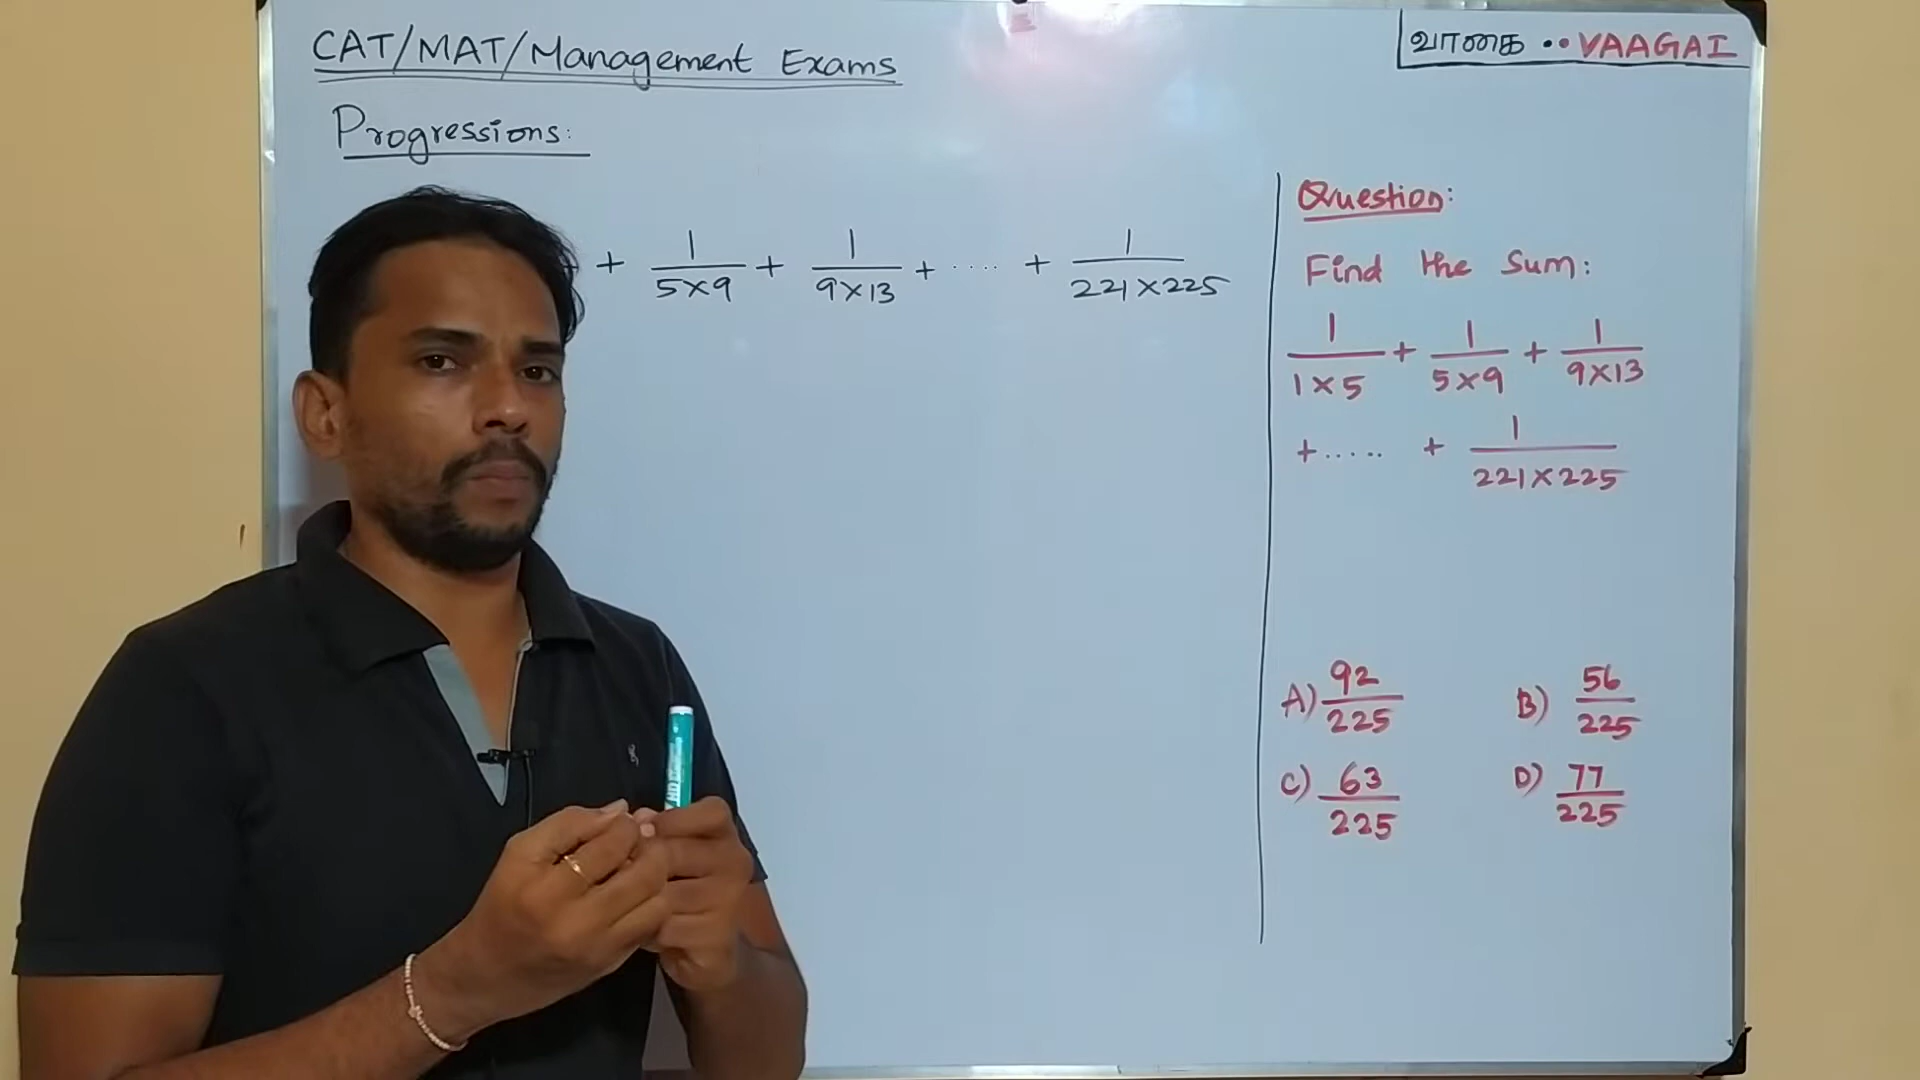 CAT/MAT/Management Exams
வாகை ..VAAGAI
Progressions:
+ 1/(5×9) + 1/(9×13) + ..... + 1/(221×225)
Question:
Find the Sum:
1/(1×5) + 1/(5×9) + 1/(9×13)
+ ..... + 1/(221×225)
A) 92/225 B) 56/225
C) 63/225 D) 77/225